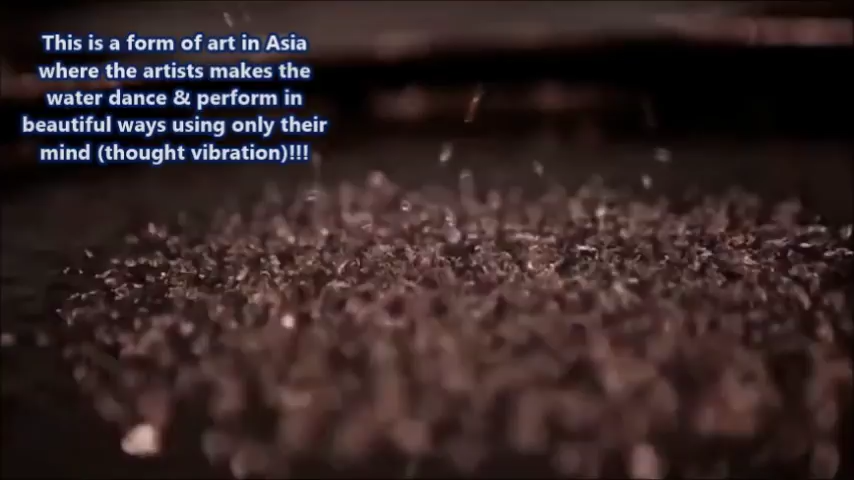 This is a form of art in Asia
where the artists makes the
water dance & perform in
beautiful ways using only their
mind (thought vibration)!!!